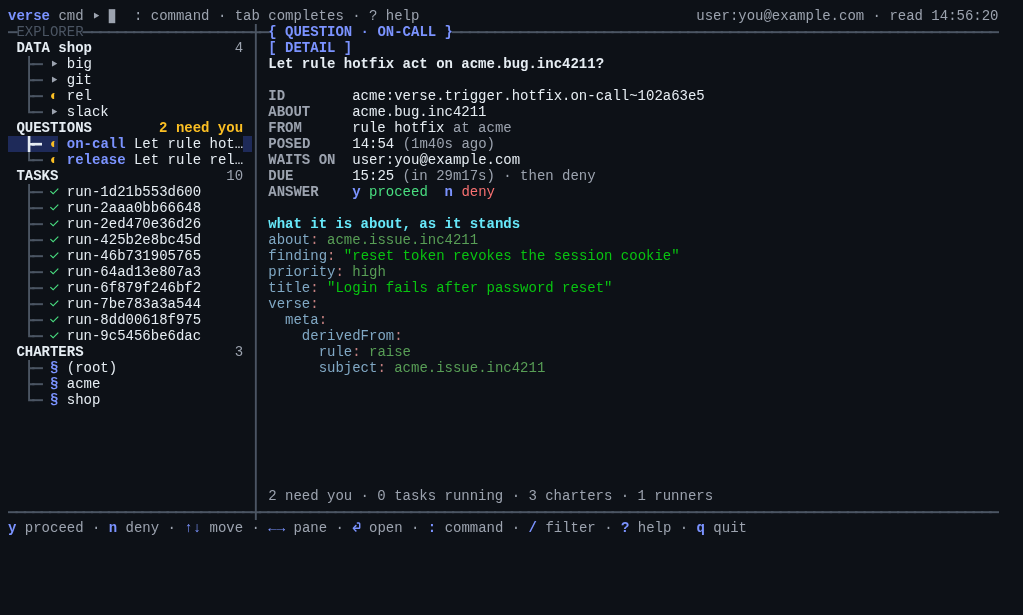 verse cmd ▸ █  : command · tab completes · ? help
user:you@example.com · read 14:56:20
EXPLORER
DATA shop 4
▸ big
▸ git
rel
▸ slack
QUESTIONS 2 need you
on-call Let rule hot…
release Let rule rel…
TASKS 10
✓ run-1d21b553d600
✓ run-2aaa0bb66648
✓ run-2ed470e36d26
✓ run-425b2e8bc45d
✓ run-46b731905765
✓ run-64ad13e807a3
✓ run-6f879f246bf2
✓ run-7be783a3a544
✓ run-8dd00618f975
✓ run-9c5456be6dac
CHARTERS 3
§ (root)
§ acme
§ shop
{ QUESTION · ON-CALL }
[ DETAIL ]
Let rule hotfix act on acme.bug.inc4211?
ID acme:verse.trigger.hotfix.on-call~102a63e5
ABOUT acme.bug.inc4211
FROM rule hotfix at acme
POSED 14:54 (1m40s ago)
WAITS ON user:you@example.com
DUE 15:25 (in 29m17s) · then deny
ANSWER y proceed n deny
what it is about, as it stands
about: acme.issue.inc4211
finding: "reset token revokes the session cookie"
priority: high
title: "Login fails after password reset"
verse:
meta:
derivedFrom:
rule: raise
subject: acme.issue.inc4211
2 need you · 0 tasks running · 3 charters · 1 runners
y proceed · n deny · ↑↓ move · ←→ pane · ⏎ open · : command · / filter · ? help · q quit